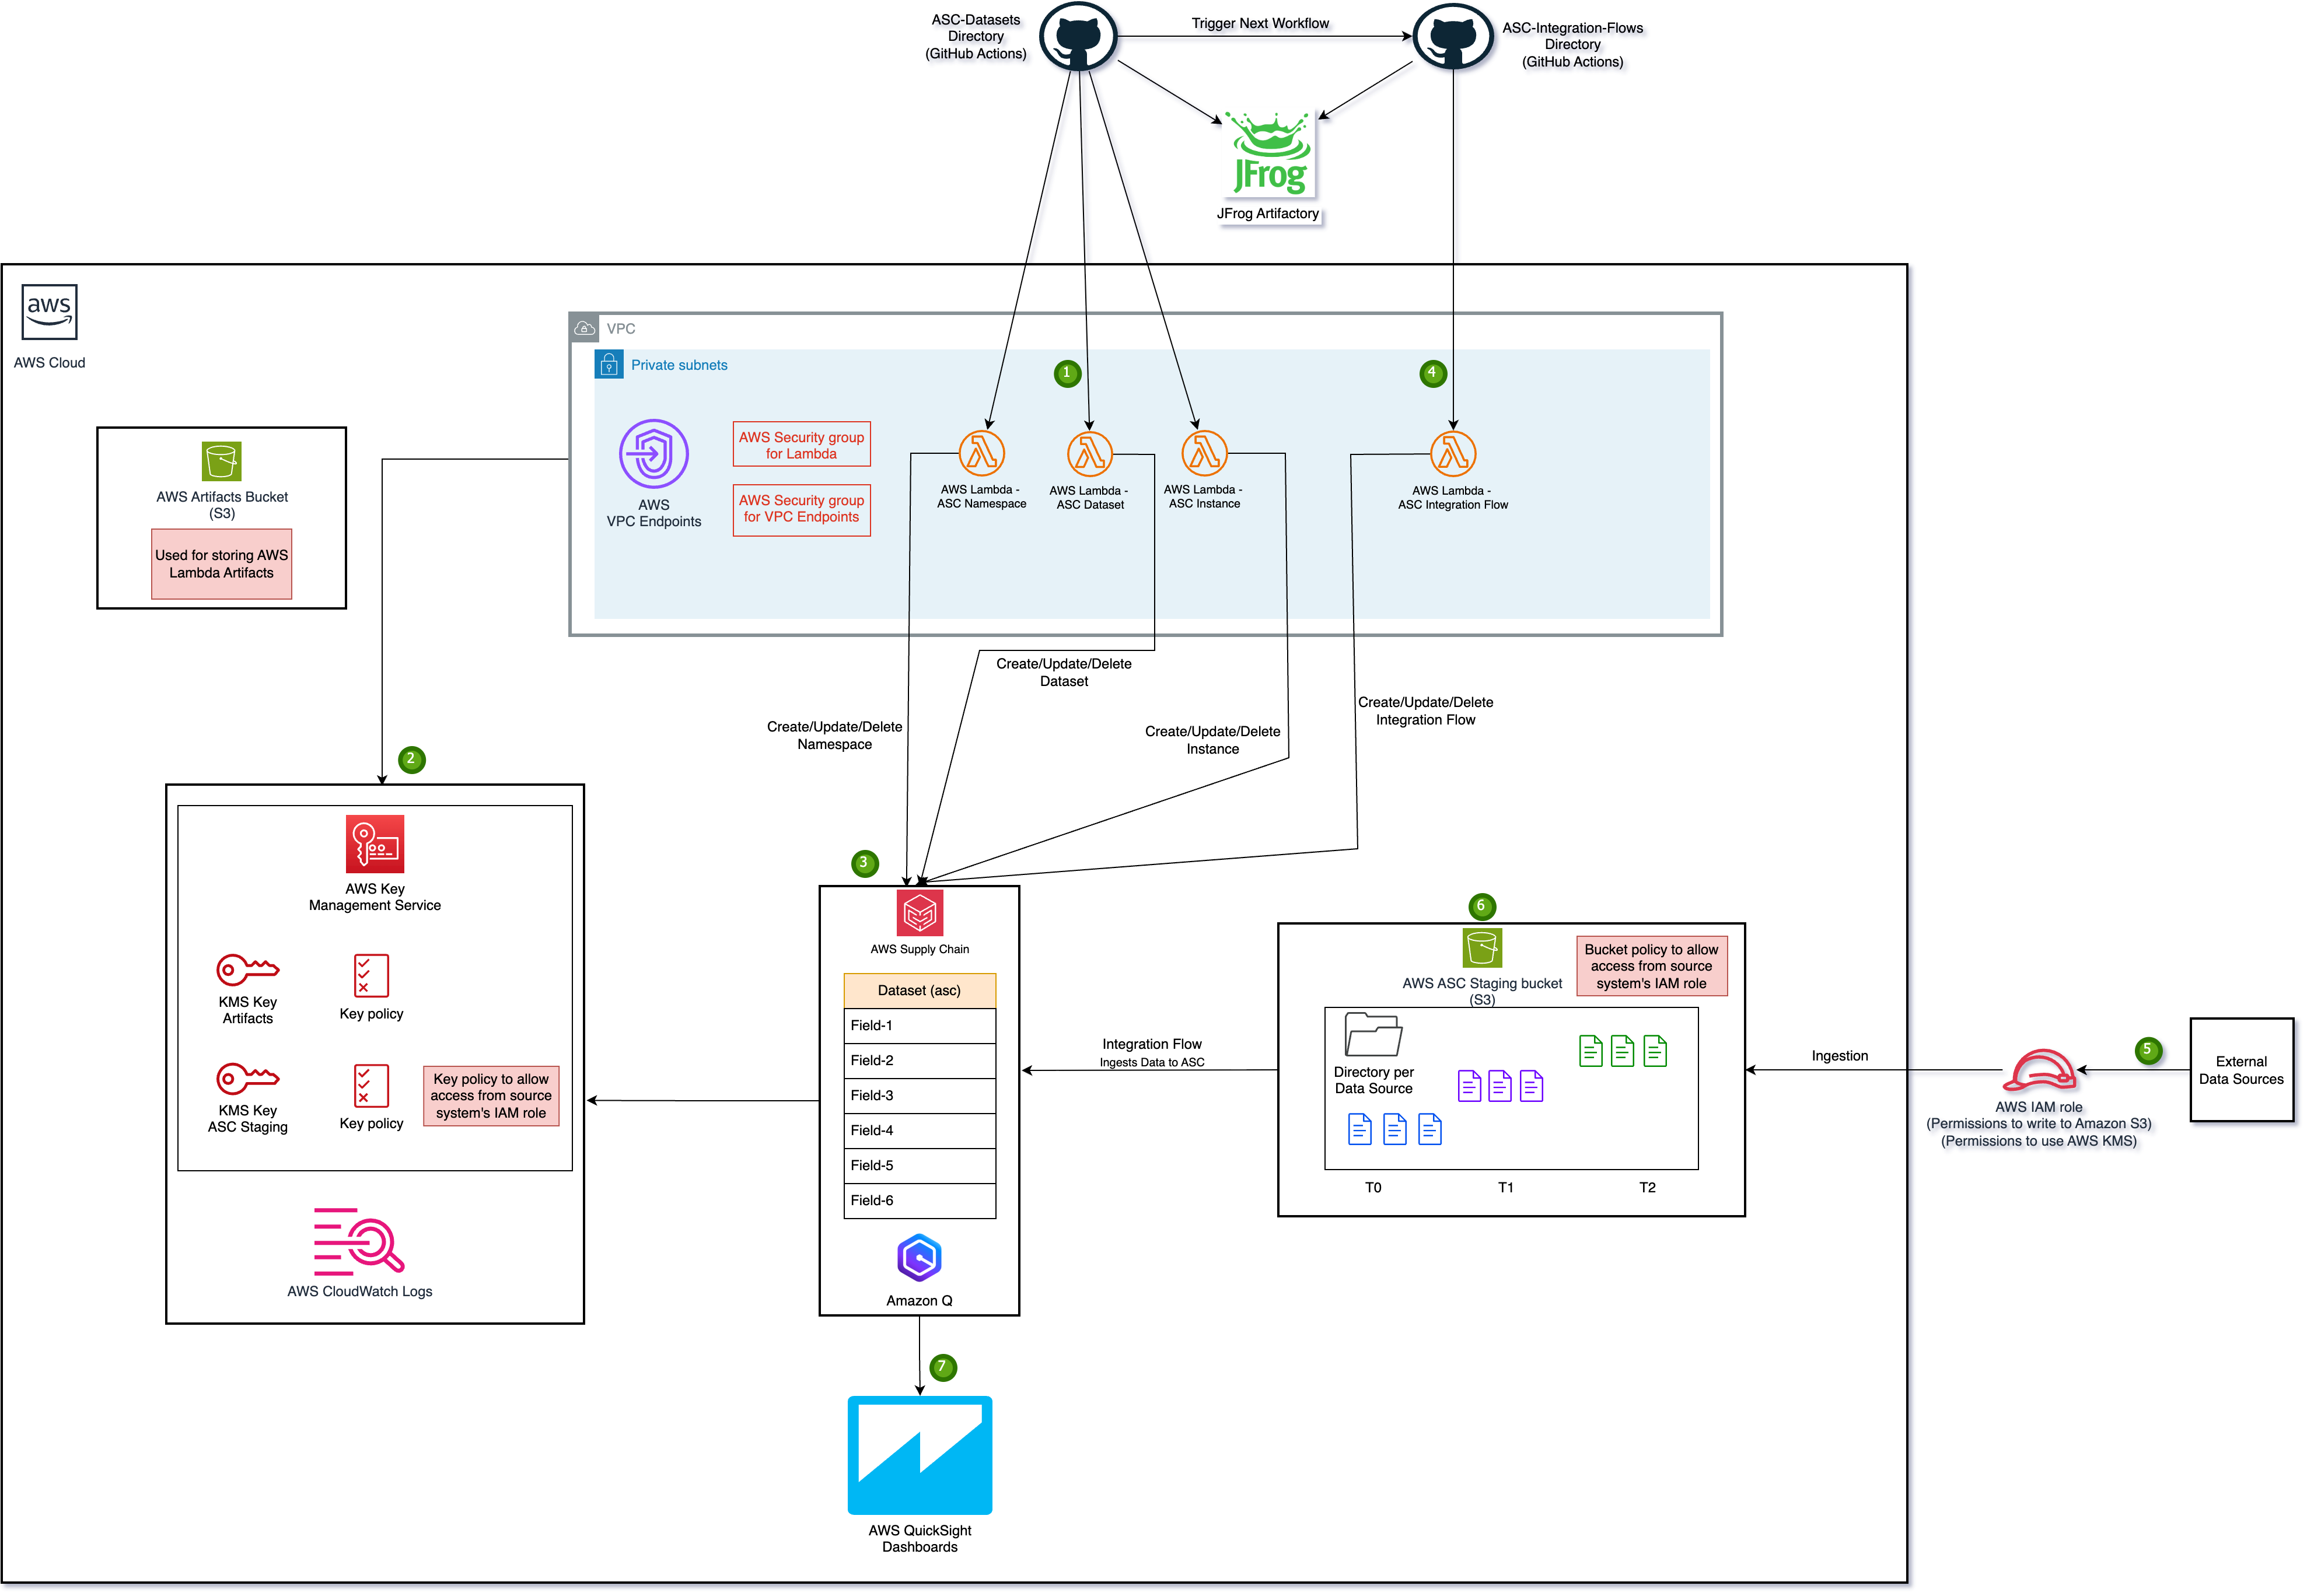 ASC-Datasets
Directory
(GitHub Actions)
Trigger Next Workflow
ASC-Integration-Flows
Directory
(GitHub Actions)
JFrog
JFrog Artifactory
aws
AWS Cloud
VPC
Private subnets
1
4
AWS
VPC Endpoints
AWS Security group
for Lambda
AWS Security group
for VPC Endpoints
AWS Lambda -
ASC Namespace
AWS Lambda -
ASC Dataset
AWS Lambda -
ASC Instance
AWS Lambda -
ASC Integration Flow
AWS Artifacts Bucket
(S3)
Used for storing AWS
Lambda Artifacts
Create/Update/Delete
Dataset
Create/Update/Delete
Namespace
Create/Update/Delete
Instance
Create/Update/Delete
Integration Flow
2
AWS Key
Management Service
KMS Key
Artifacts
Key policy
KMS Key
ASC Staging
Key policy
Key policy to allow
access from source
system's IAM role
AWS CloudWatch Logs
3
AWS Supply Chain
Dataset (asc)
Field-1
Field-2
Field-3
Field-4
Field-5
Field-6
Amazon Q
Integration Flow
Ingests Data to ASC
6
AWS ASC Staging bucket
(S3)
Bucket policy to allow
access from source
system's IAM role
Directory per
Data Source
T0
T1
T2
Ingestion
AWS IAM role
(Permissions to write to Amazon S3)
(Permissions to use AWS KMS)
5
External
Data Sources
7
AWS QuickSight
Dashboards